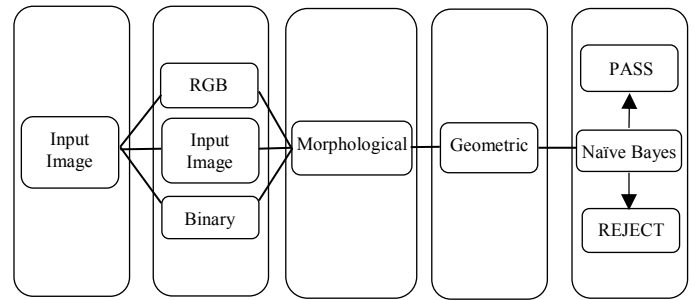 Input
Image
RGB
Input
Image
Binary
Morphological
Geometric
PASS
Naïve Bayes
REJECT